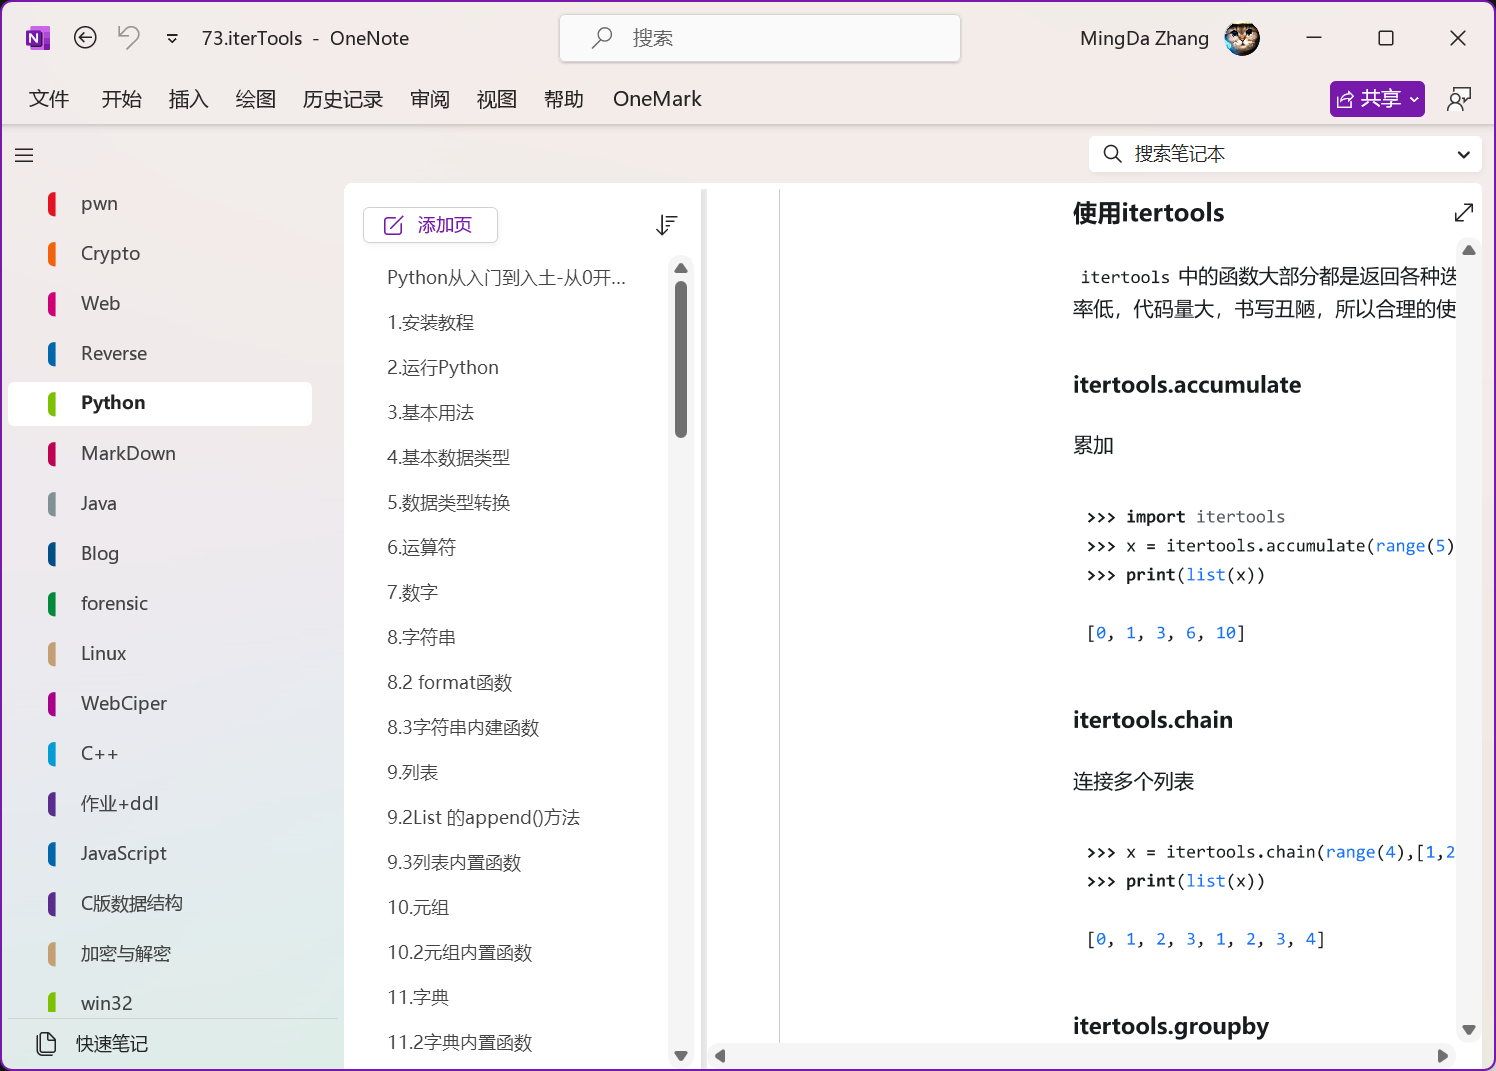 73.iterTools - OneNote
搜索
MingDa Zhang
文件 开始 插入 绘图 历史记录 审阅 视图 帮助 OneMark
共享
搜索笔记本
pwn
Crypto
Web
Reverse
Python
MarkDown
Java
Blog
forensic
Linux
WebCiper
C++
作业+ddl
JavaScript
C版数据结构
加密与解密
win32
快速笔记
添加页
Python从入门到入土-从0开...
1.安装教程
2.运行Python
3.基本用法
4.基本数据类型
5.数据类型转换
6.运算符
7.数字
8.字符串
8.2 format函数
8.3字符串内建函数
9.列表
9.2List 的append()方法
9.3列表内置函数
10.元组
10.2元组内置函数
11.字典
11.2字典内置函数
使用itertools
itertools 中的函数大部分都是返回各种迭
率低，代码量大，书写丑陋，所以合理的使
itertools.accumulate
累加
>>> import itertools
>>> x = itertools.accumulate(range(5)
>>> print(list(x))
[0, 1, 3, 6, 10]
itertools.chain
连接多个列表
>>> x = itertools.chain(range(4),[1,2
>>> print(list(x))
[0, 1, 2, 3, 1, 2, 3, 4]
itertools.groupby